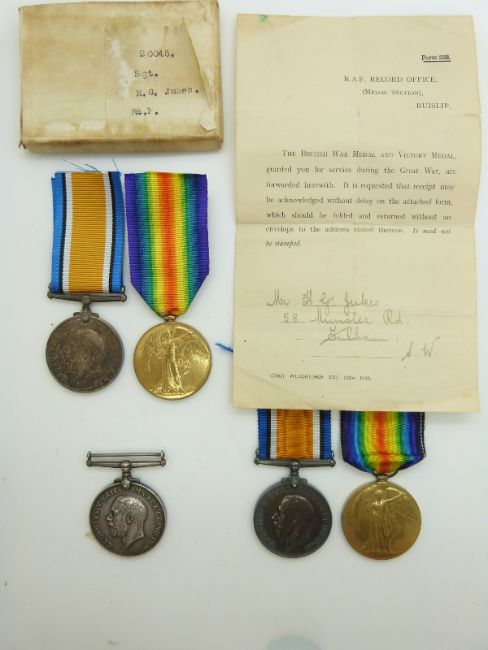 20045.
Sgt.
H.G. Jukes.
RA.F.
Form 238.
R.A.F. RECORD OFFICE,
(MEDAL SECTION),
RUISLIP.
THE BRITISH WAR MEDAL AND VICTORY MEDAL,
granted you for service during the Great War, are
forwarded herewith. It is requested that receipt may
be acknowledged without delay on the attached form,
which should be folded and returned without an
envelope to the address stated thereon. It need not
be stamped.
Mr H G Jukes
58 Munster Rd.
Fulham
S.W.